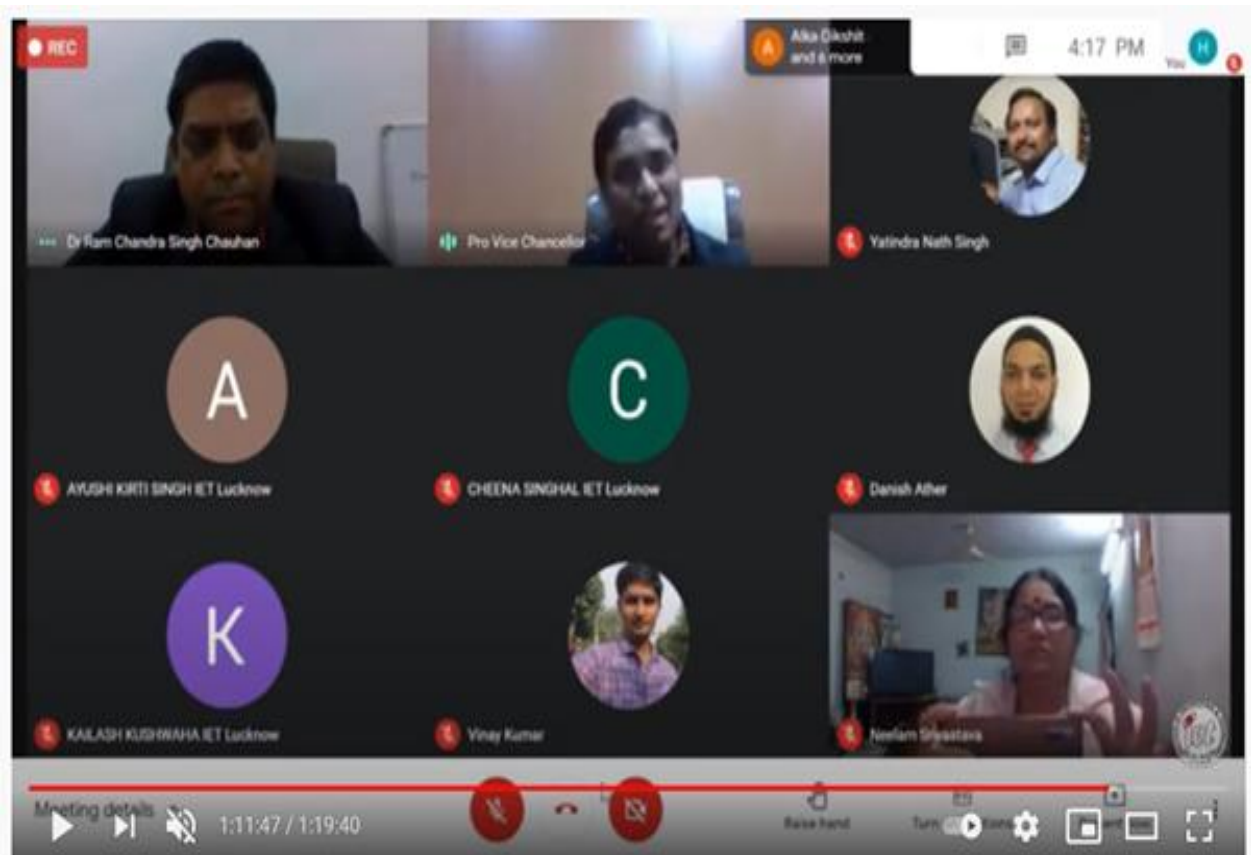 REC
A
Alka Dikshit
and 6 more
4:17 PM
You
H
Dr Ram Chandra Singh Chauhan
Pro Vice Chancellor
Yatindra Nath Singh
A
C
AYUSHI KIRTI SINGH IET Lucknow
CHEENA SINGHAL IET Lucknow
Danish Ather
K
KAILASH KUSHWAHA IET Lucknow
Vinay Kumar
Neelam Srivastava
Meeting details
1:11:47 / 1:19:40
Raise hand
Turn